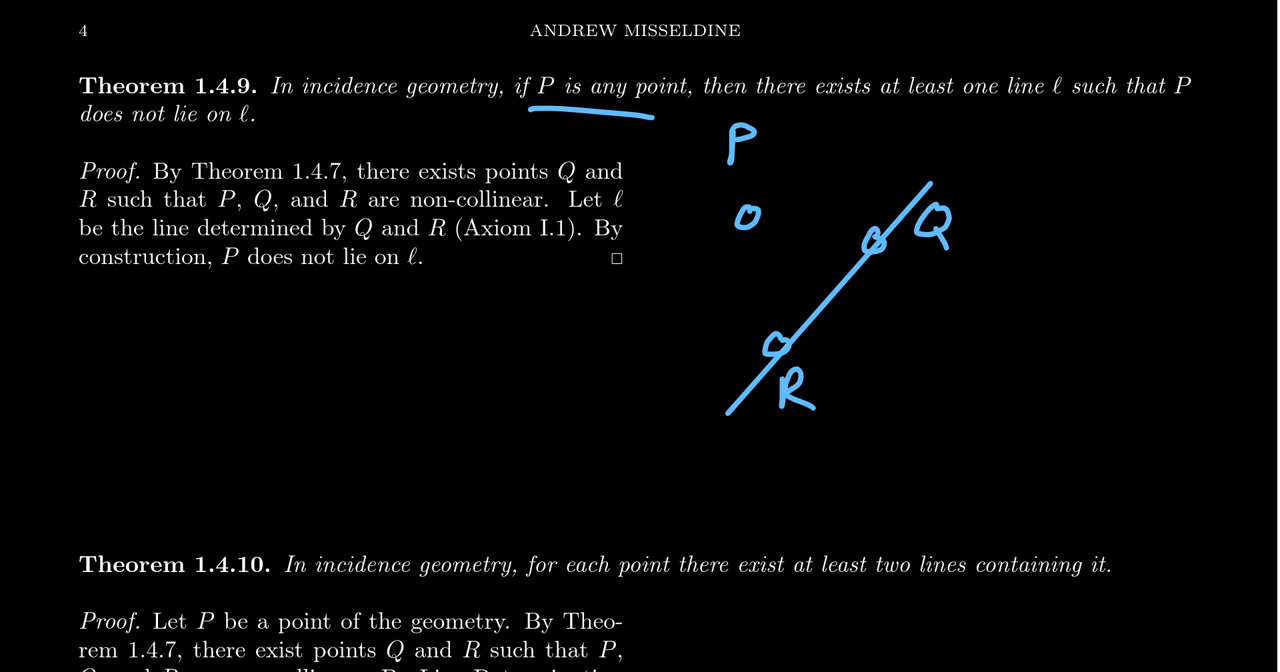 4 ANDREW MISSELDINE
Theorem 1.4.9. In incidence geometry, if P is any point, then there exists at least one line ℓ such that P
does not lie on ℓ.
Proof. By Theorem 1.4.7, there exists points Q and
R such that P, Q, and R are non-collinear. Let ℓ
be the line determined by Q and R (Axiom I.1). By
construction, P does not lie on ℓ. □
P
Q
R
Theorem 1.4.10. In incidence geometry, for each point there exist at least two lines containing it.
Proof. Let P be a point of the geometry. By Theo-
rem 1.4.7, there exist points Q and R such that P,